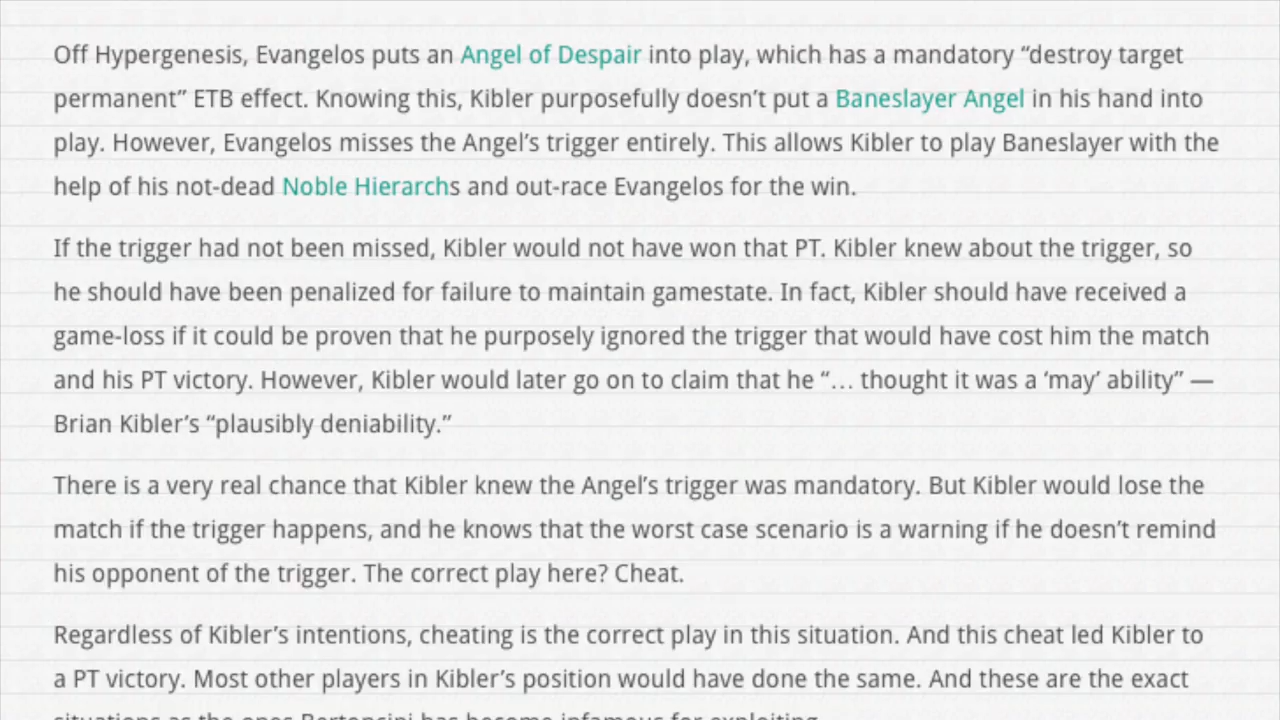 Off Hypergenesis, Evangelos puts an Angel of Despair into play, which has a mandatory “destroy target
permanent” ETB effect. Knowing this, Kibler purposefully doesn’t put a Baneslayer Angel in his hand into
play. However, Evangelos misses the Angel’s trigger entirely. This allows Kibler to play Baneslayer with the
help of his not-dead Noble Hierarchs and out-race Evangelos for the win.
If the trigger had not been missed, Kibler would not have won that PT. Kibler knew about the trigger, so
he should have been penalized for failure to maintain gamestate. In fact, Kibler should have received a
game-loss if it could be proven that he purposely ignored the trigger that would have cost him the match
and his PT victory. However, Kibler would later go on to claim that he “… thought it was a ‘may’ ability” —
Brian Kibler’s “plausibly deniability.”
There is a very real chance that Kibler knew the Angel’s trigger was mandatory. But Kibler would lose the
match if the trigger happens, and he knows that the worst case scenario is a warning if he doesn’t remind
his opponent of the trigger. The correct play here? Cheat.
Regardless of Kibler’s intentions, cheating is the correct play in this situation. And this cheat led Kibler to
a PT victory. Most other players in Kibler’s position would have done the same. And these are the exact
situations as the ones Bertoncini has become infamous for exploiting.